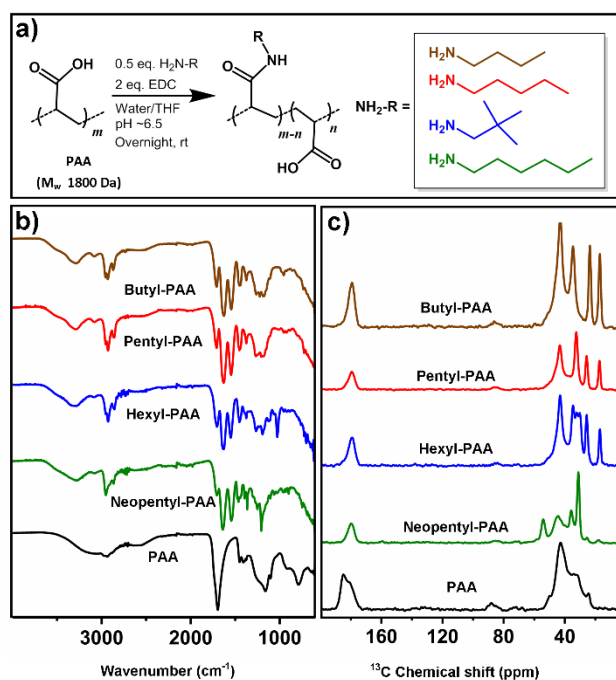 a)
R
O
OH
m
PAA
(Mw 1800 Da)
0.5 eq. H2N-R
2 eq. EDC
Water/THF
pH ~6.5
Overnight, rt
O
NH
m-n
n
HO
O
NH2-R =
H2N
H2N
H2N
H2N
b)
Butyl-PAA
Pentyl-PAA
Hexyl-PAA
Neopentyl-PAA
PAA
3000
2000
1000
Wavenumber (cm-1)
c)
Butyl-PAA
Pentyl-PAA
Hexyl-PAA
Neopentyl-PAA
PAA
160
120
80
40
13C Chemical shift (ppm)